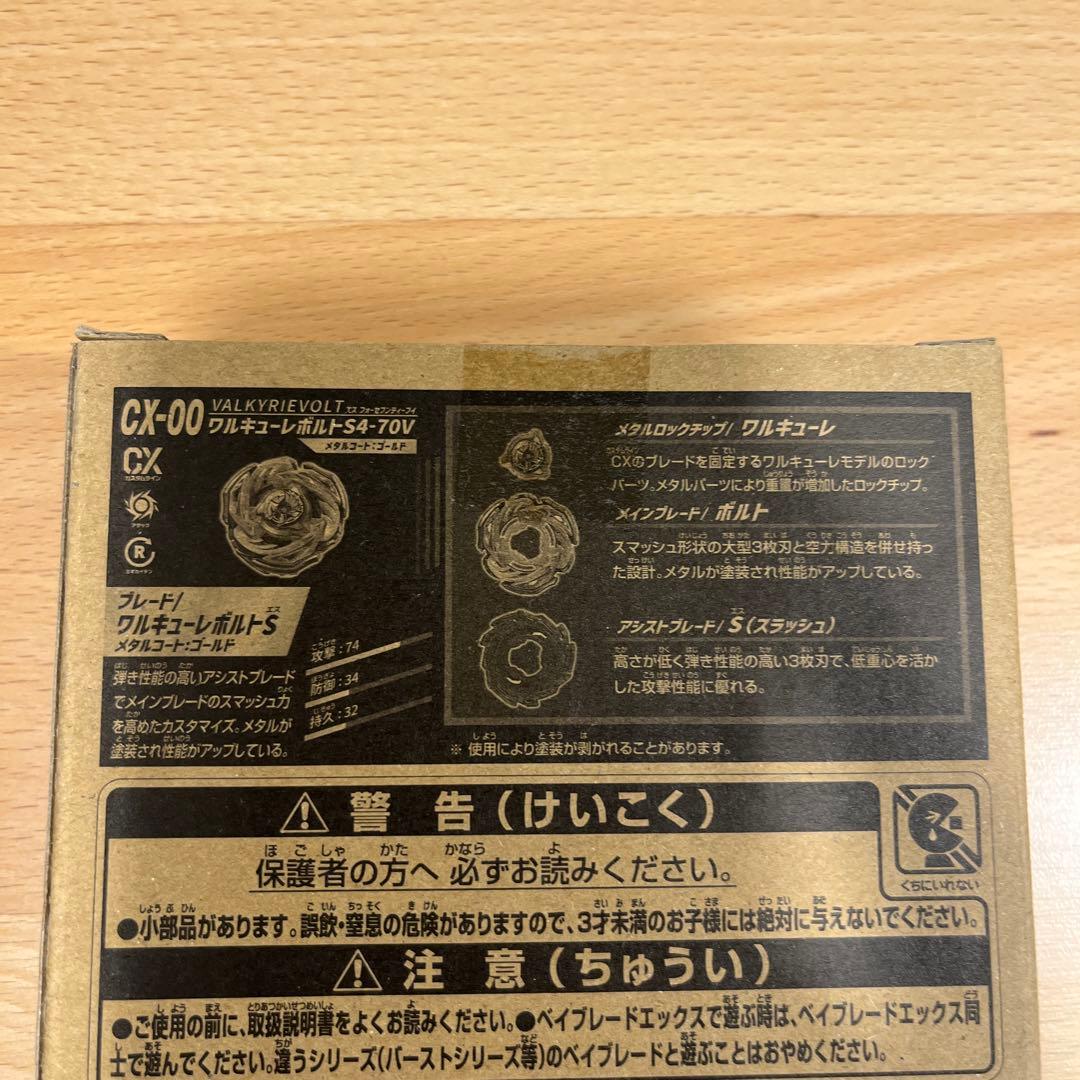 CX-00
VALKYRIEVOLT
エス フォーセブンティーブイ
ワルキューレボルトS4-70V
メタルコート:ゴールド
CX
カスタムライン
アタック
R
ミギカイテン
ブレード/
ワルキューレボルトS
エス
メタルコート:ゴールド
弾き性能の高いアシストブレード
でメインブレードのスマッシュ力
を高めたカスタマイズ。メタルが
塗装され性能がアップしている。
攻撃:74
防御:34
持久:32
メタルロックチップ/ ワルキューレ
CXのブレードを固定するワルキューレモデルのロック
パーツ。メタルパーツにより重量が増加したロックチップ。
メインブレード/ ボルト
スマッシュ形状の大型3枚刃と空力構造を併せ持っ
た設計。メタルが塗装され性能がアップしている。
アシストブレード/ S(スラッシュ)
エス
高さが低く弾き性能の高い3枚刃で、低重心を活か
した攻撃性能に優れる。
※ 使用により塗装が剥がれることがあります。
警 告(けいこく)
保護者の方へ 必ずお読みください。
くちにいれない
●小部品があります。誤飲・窒息の危険がありますので、3才未満のお子様には絶対に与えないでください。
注 意(ちゅうい)
●ご使用の前に、取扱説明書をよくお読みください。●ベイブレードエックスで遊ぶ時は、ベイブレードエックス同
士で遊んでください。違うシリーズ(バーストシリーズ等)のベイブレードと遊ぶことはおやめください。